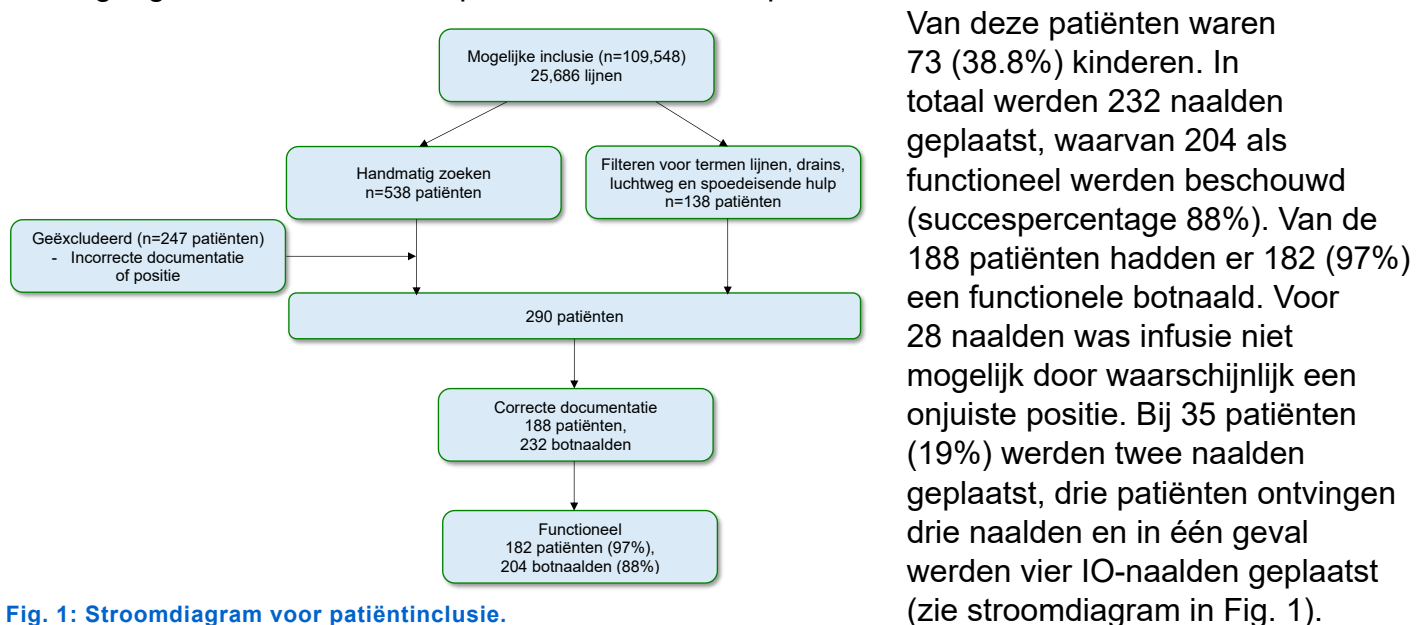 Mogelijke inclusie (n=109,548)
25,686 lijnen
Handmatig zoeken
n=538 patiënten
Filteren voor termen lijnen, drains,
luchtweg en spoedeisende hulp
n=138 patiënten
Geëxcludeerd (n=247 patiënten)
- Incorrecte documentatie
of positie
290 patiënten
Correcte documentatie
188 patiënten,
232 botnaalden
Functioneel
182 patiënten (97%),
204 botnaalden (88%)
Fig. 1: Stroomdiagram voor patiëntinclusie.
Van deze patiënten waren
73 (38.8%) kinderen. In
totaal werden 232 naalden
geplaatst, waarvan 204 als
functioneel werden beschouwd
(succespercentage 88%). Van de
188 patiënten hadden er 182 (97%)
een functionele botnaald. Voor
28 naalden was infusie niet
mogelijk door waarschijnlijk een
onjuiste positie. Bij 35 patiënten
(19%) werden twee naalden
geplaatst, drie patiënten ontvingen
drie naalden en in één geval
werden vier IO-naalden geplaatst
(zie stroomdiagram in Fig. 1).